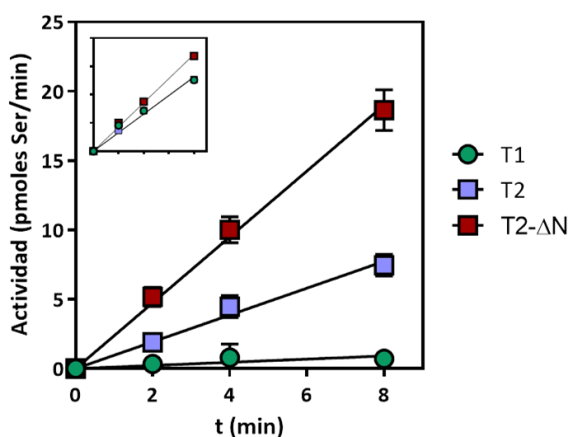 25
20
15
10
5
0
Actividad (pmoles Ser/min)
0 2 4 6 8
t (min)
T1
T2
T2-ΔN